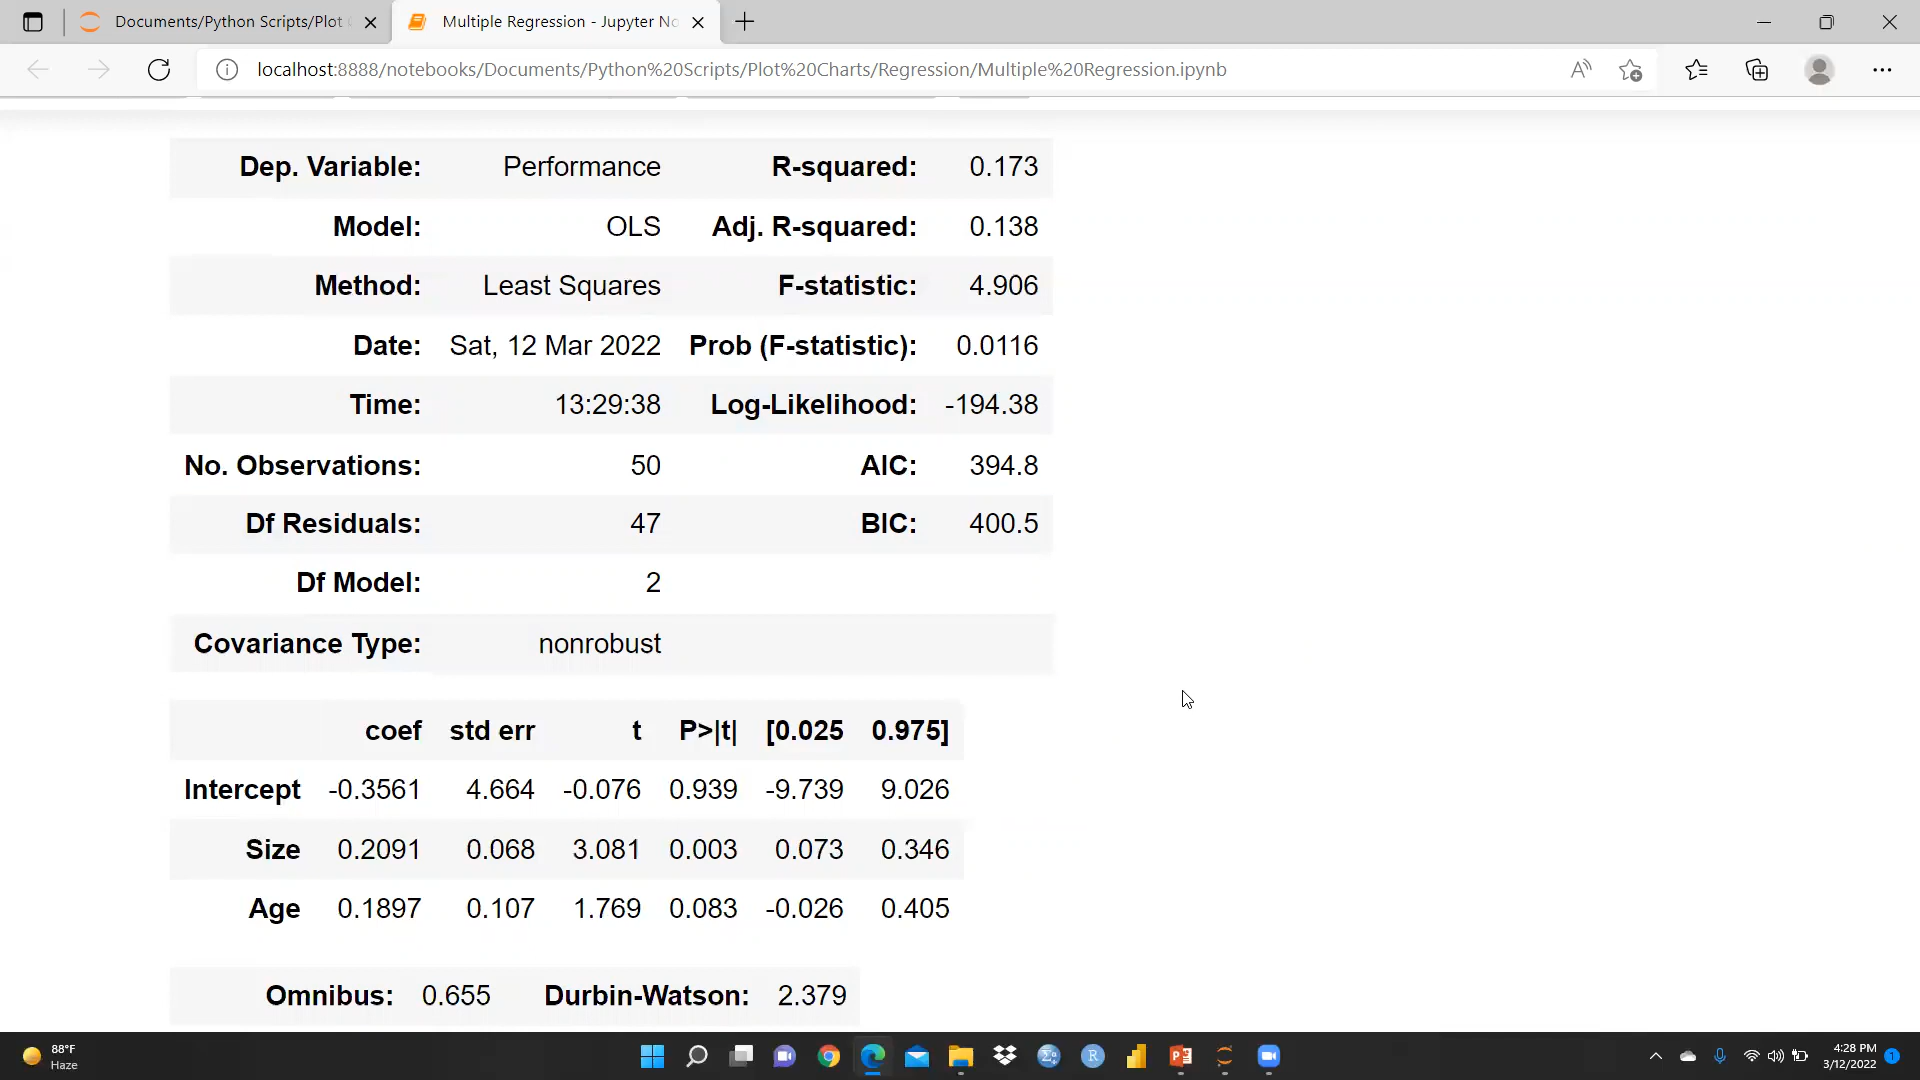 Documents/Python Scripts/Plot
Multiple Regression - Jupyter No
localhost:8888/notebooks/Documents/Python%20Scripts/Plot%20Charts/Regression/Multiple%20Regression.ipynb
Dep. Variable: Performance R-squared: 0.173
Model: OLS Adj. R-squared: 0.138
Method: Least Squares F-statistic: 4.906
Date: Sat, 12 Mar 2022 Prob (F-statistic): 0.0116
Time: 13:29:38 Log-Likelihood: -194.38
No. Observations: 50 AIC: 394.8
Df Residuals: 47 BIC: 400.5
Df Model: 2
Covariance Type: nonrobust
coef std err t P>|t| [0.025 0.975]
Intercept -0.3561 4.664 -0.076 0.939 -9.739 9.026
Size 0.2091 0.068 3.081 0.003 0.073 0.346
Age 0.1897 0.107 1.769 0.083 -0.026 0.405
Omnibus: 0.655 Durbin-Watson: 2.379
88°F
Haze
4:28 PM
3/12/2022
1